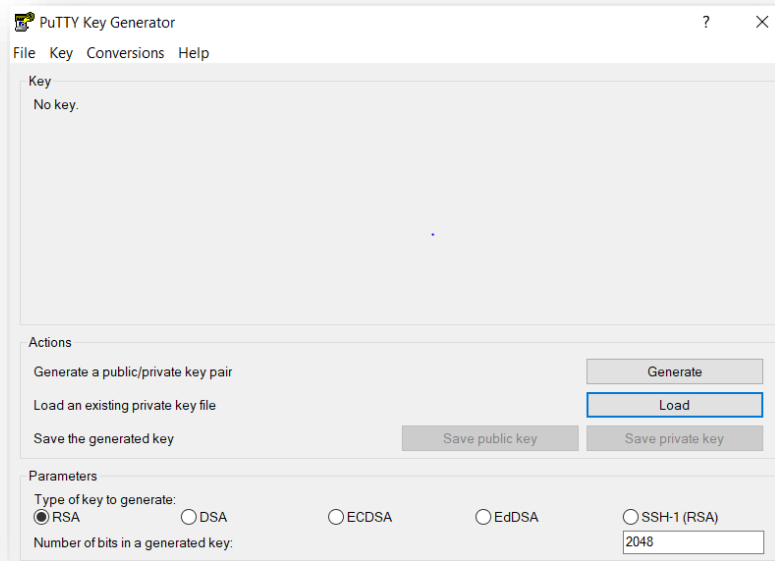 PuTTY Key Generator ? ×
File Key Conversions Help
Key
No key.
Actions
Generate a public/private key pair Generate
Load an existing private key file Load
Save the generated key Save public key Save private key
Parameters
Type of key to generate:
RSA DSA ECDSA EdDSA SSH-1 (RSA)
Number of bits in a generated key: 2048